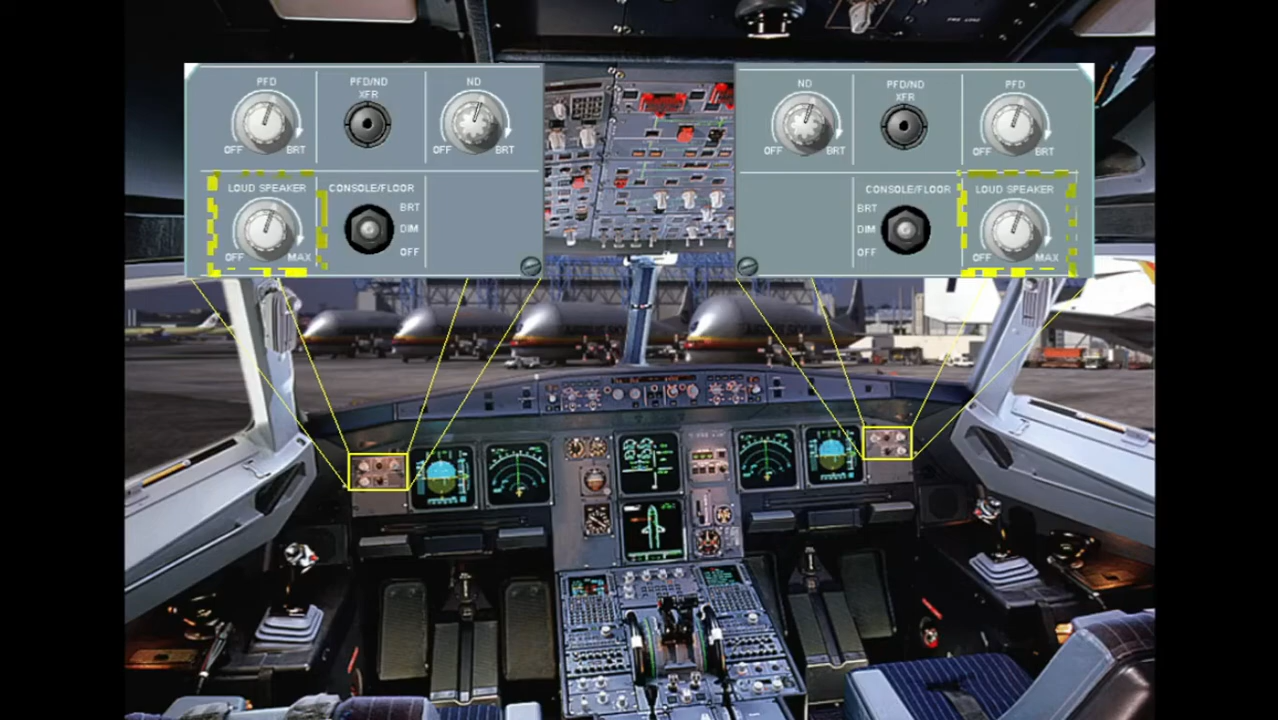 PFD
PFD/ND
XFR
ND
OFF
BRT
OFF
BRT
LOUD SPEAKER
CONSOLE/FLOOR
BRT
DIM
OFF
OFF
MAX
ND
PFD/ND
XFR
PFD
OFF
BRT
OFF
BRT
CONSOLE/FLOOR
LOUD SPEAKER
BRT
DIM
OFF
OFF
MAX